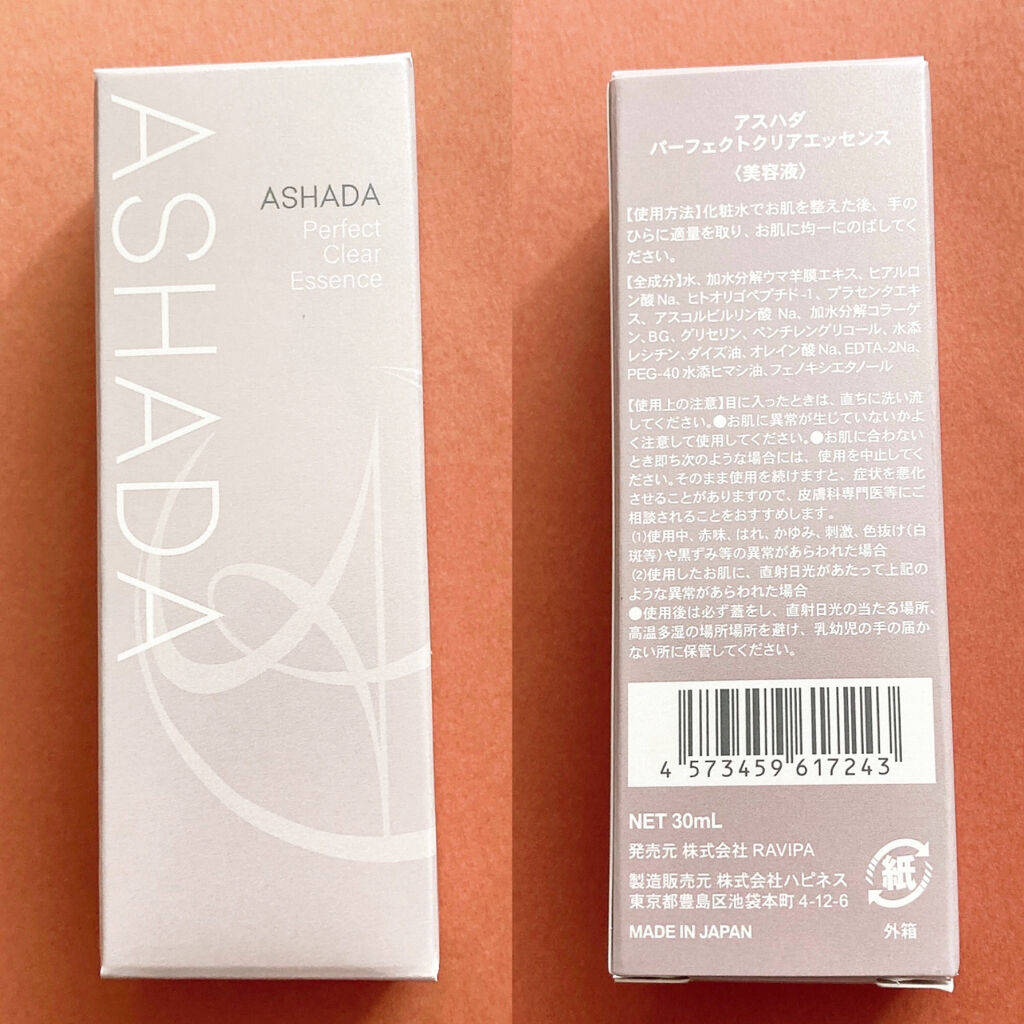 ASHADA
ASHADA
Perfect
Clear
Essence
アスハダ
パーフェクトクリアエッセンス
〈美容液〉
【使用方法】化粧水でお肌を整えた後、手の
ひらに適量を取り、お肌に均一にのばしてく
ださい。
【全成分】水、加水分解ウマ羊膜エキス、ヒアルロ
ン酸Na、ヒトオリゴペプチド-1、プラセンタエキ
ス、アスコルビルリン酸 Na、加水分解コラーゲ
ン、BG、グリセリン、ペンチレングリコール、水添
レシチン、ダイズ油、オレイン酸Na、EDTA-2Na、
PEG-40水添ヒマシ油、フェノキシエタノール
【使用上の注意】目に入ったときは、直ちに洗い流
してください。●お肌に異常が生じていないかよ
く注意して使用してください。●お肌に合わない
とき即ち次のような場合には、使用を中止してく
ださい。そのまま使用を続けますと、症状を悪化
させることがありますので、皮膚科専門医等にご
相談されることをおすすめします。
(1)使用中、赤味、はれ、かゆみ、刺激、色抜け(白
斑等)や黒ずみ等の異常があらわれた場合
(2)使用したお肌に、直射日光があたって上記の
ような異常があらわれた場合
●使用後は必ず蓋をし、直射日光の当たる場所、
高温多湿の場所場所を避け、乳幼児の手の届か
ない所に保管してください。
4 573459 617243
NET 30mL
発売元 株式会社 RAVIPA
製造販売元 株式会社ハピネス
東京都豊島区池袋本町 4-12-6
MADE IN JAPAN
紙
外箱